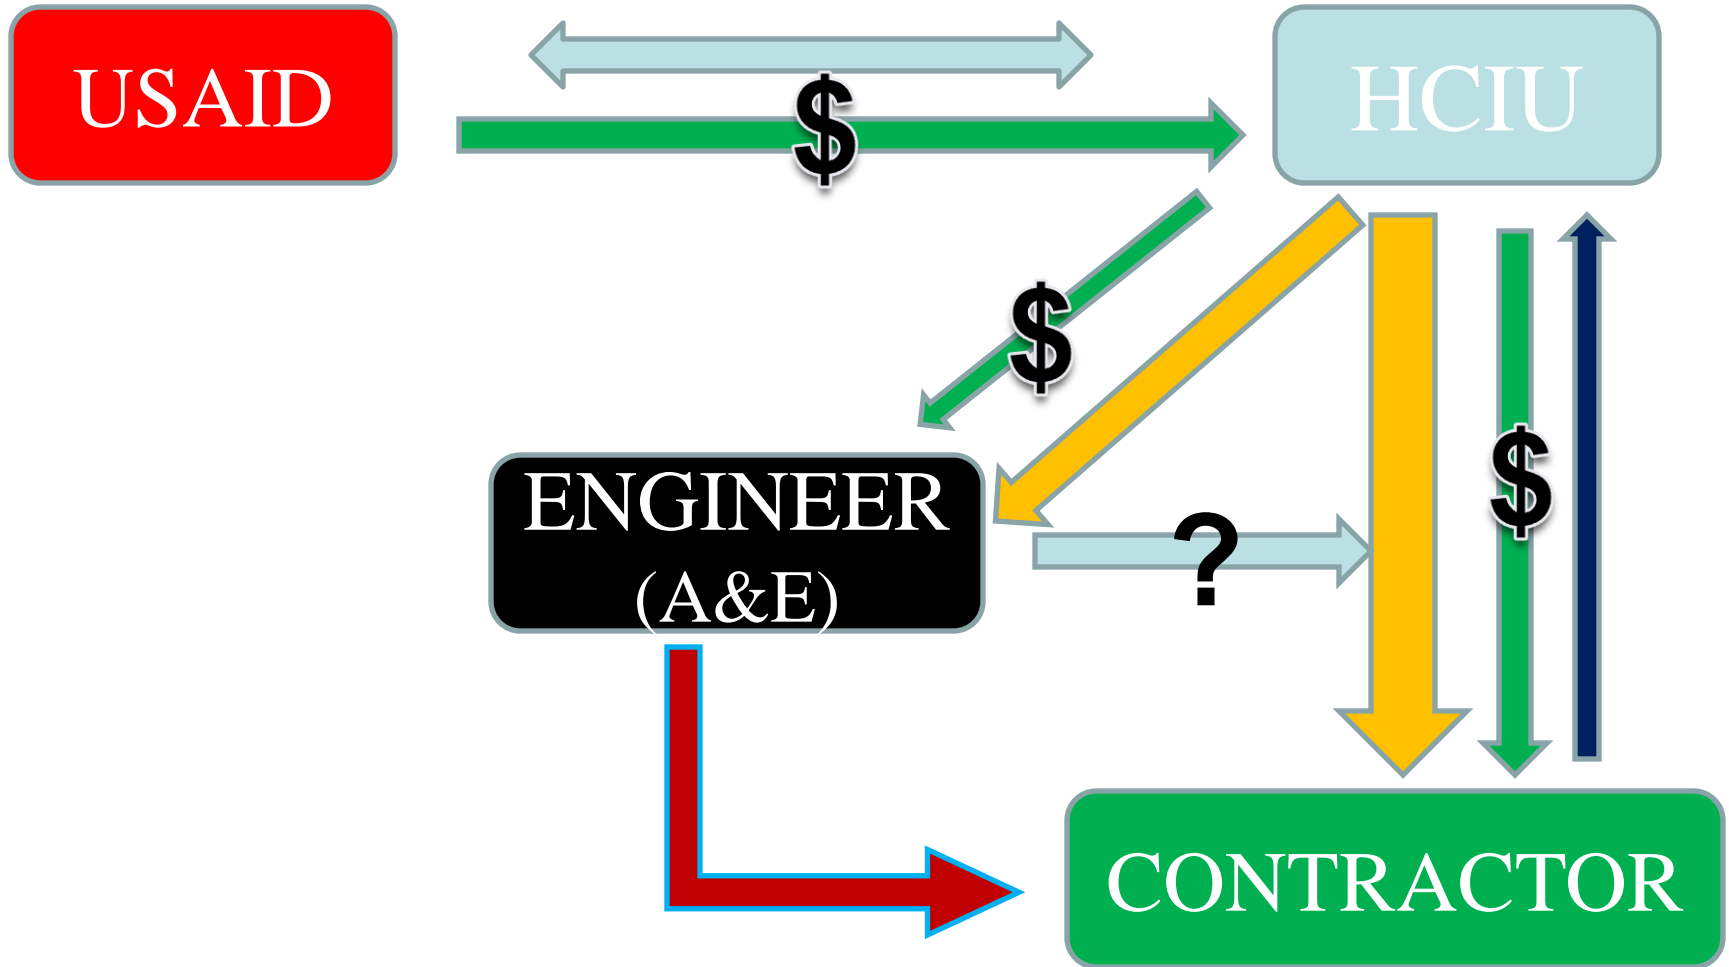 USAID
HCIU
$
$
$
ENGINEER
(A&E)
?
CONTRACTOR